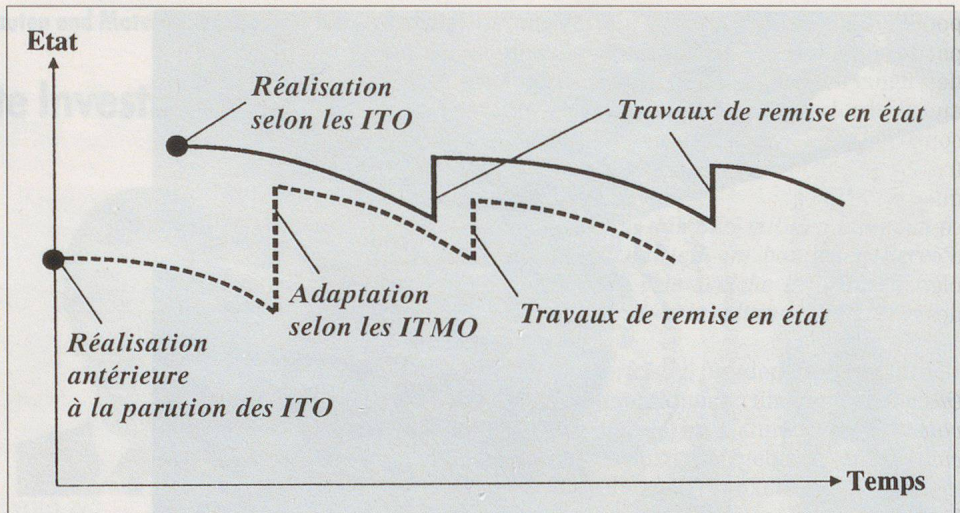 Etat
Réalisation
selon les ITO
Travaux de remise en état
Adaptation
selon les ITMO
Travaux de remise en état
Réalisation
antérieure
à la parution des ITO
Temps